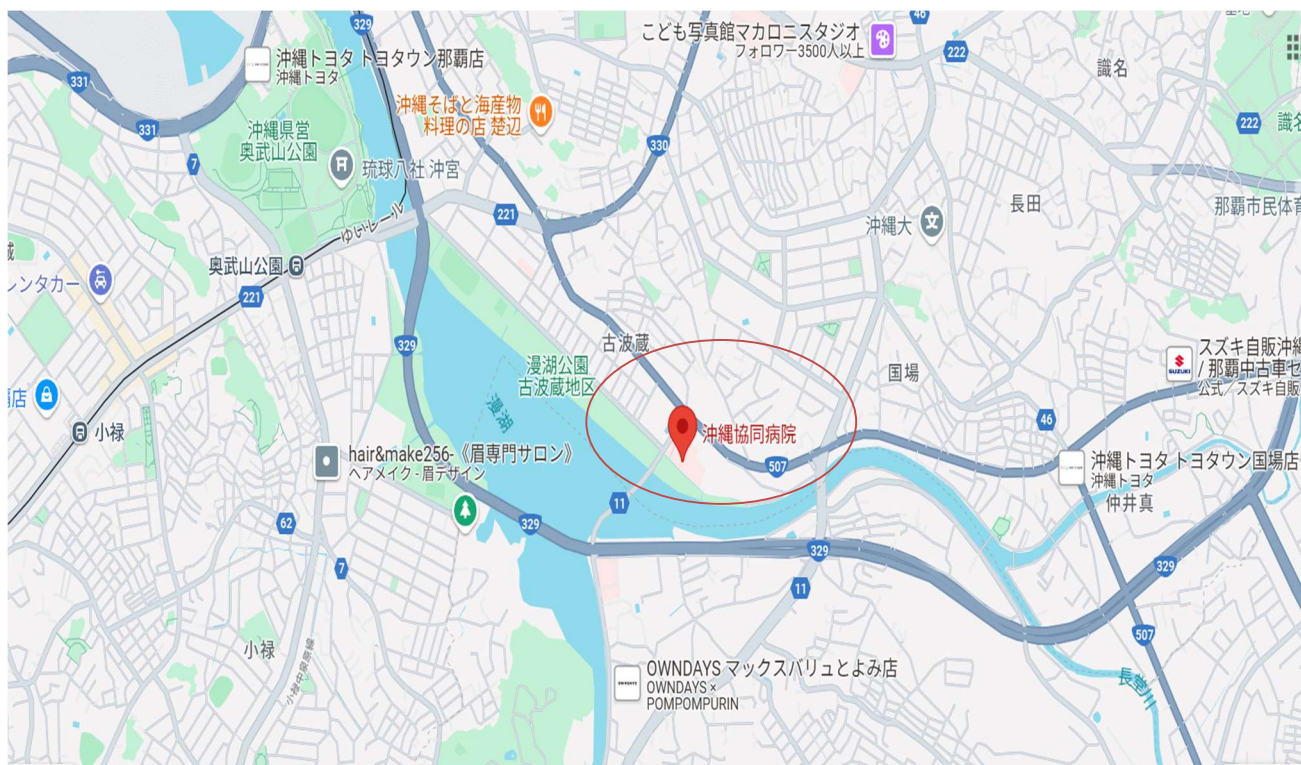 329
46
こども写真館マカロニスタジオ
フォロワー3500人以上
222
沖縄トヨタ トヨタウン那覇店
沖縄トヨタ
識名
331
沖縄そばと海産物
料理の店 楚辺
331
沖縄県営
奥武山公園
330
222
識名
7
琉球八社 沖宮
221
ゆいレール
沖縄大
長田
那覇市民体育
奥武山公園
レンタカー
221
329
古波蔵
漫湖公園
古波蔵地区
漫湖
国場
スズキ自販沖縄
/ 那覇中古車セ
公式/スズキ自販
SUZUKI
46
小禄
沖縄協同病院
507
hair&make256-《眉専門サロン》
ヘアメイク - 眉デザイン
沖縄トヨタ トヨタウン国場店
沖縄トヨタ
仲井真
11
62
329
329
329
7
11
507
小禄
小禄中央線
OWNDAYS マックスバリュとよみ店
OWNDAYS ×
POMPOMPURIN
長堂川